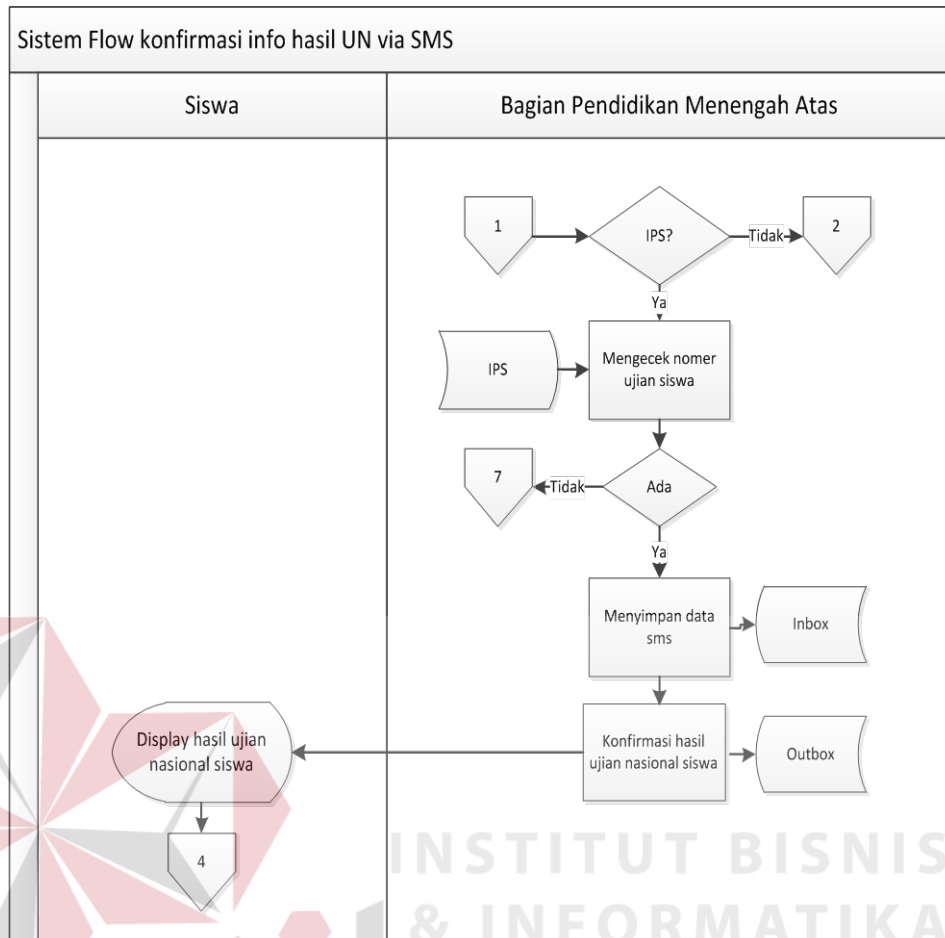 Sistem Flow konfirmasi info hasil UN via SMS
Siswa
Bagian Pendidikan Menengah Atas
1
IPS?
Tidak
2
Ya
IPS
Mengecek nomer
ujian siswa
7
Tidak
Ada
Ya
Menyimpan data
sms
Inbox
Display hasil ujian
nasional siswa
Konfirmasi hasil
ujian nasional siswa
Outbox
4
INSTITUT BISNIS
& INFORMATIKA